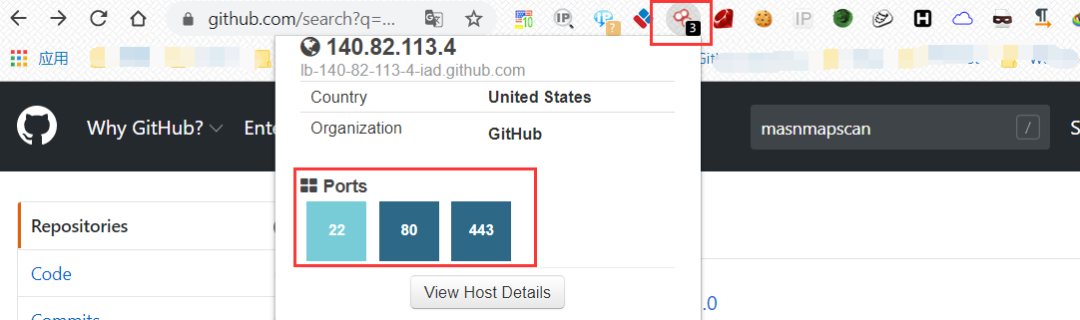 github.com/search?q=...
10
IP
?
3
IP
H
应用
140.82.113.4
lb-140-82-113-4-iad.github.com
Country United States
Organization GitHub
Why GitHub?
Ente
masnmapscan /
S
Ports
22 80 443
Repositories
Code
Commits
View Host Details
.0